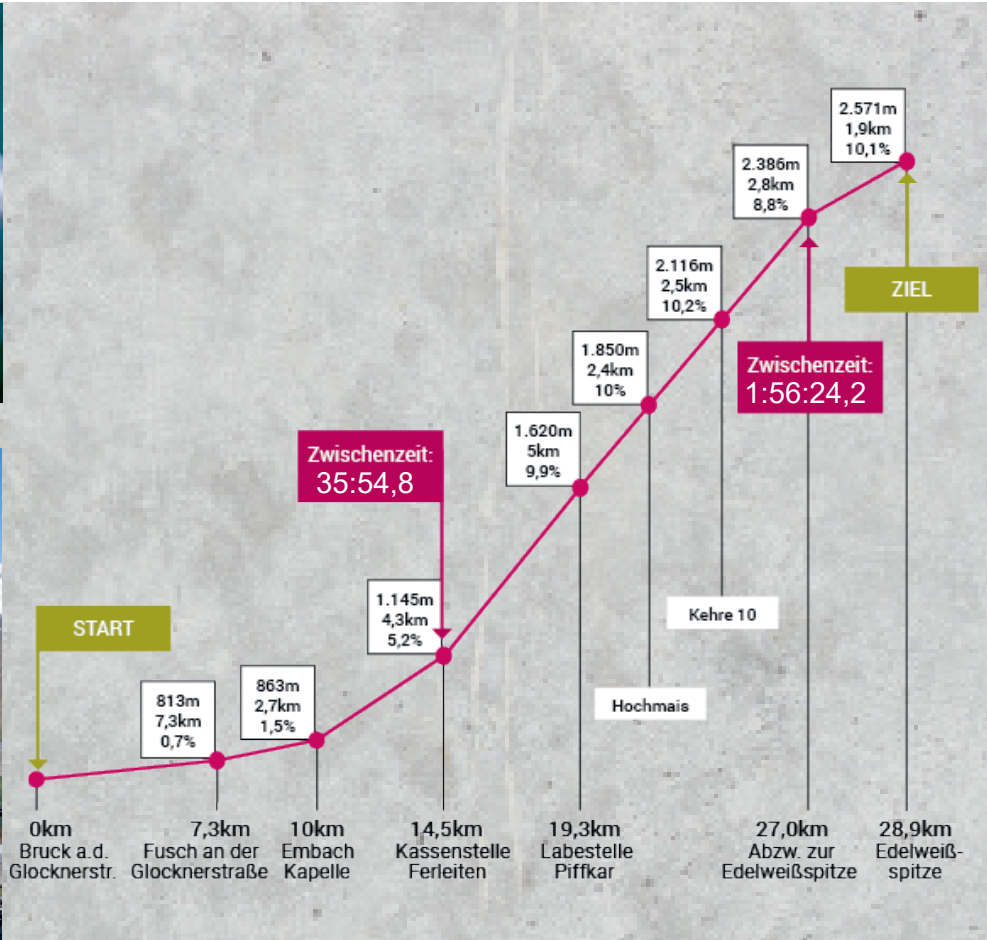 2.571m
1,9km
10,1%
2.386m
2,8km
8,8%
ZIEL
2.116m
2,5km
10,2%
1.850m
2,4km
10%
Zwischenzeit:
1:56:24,2
1.620m
5km
9,9%
Zwischenzeit:
35:54,8
1.145m
4,3km
5,2%
Kehre 10
START
863m
2,7km
1,5%
813m
7,3km
0,7%
Hochmais
0km
Bruck a.d.
Glocknerstr.
7,3km
Fusch an der
Glocknerstraße
10km
Embach
Kapelle
14,5km
Kassenstelle
Ferleiten
19,3km
Labestelle
Piffkar
27,0km
Abzw. zur
Edelweißspitze
28,9km
Edelweiß-
spitze